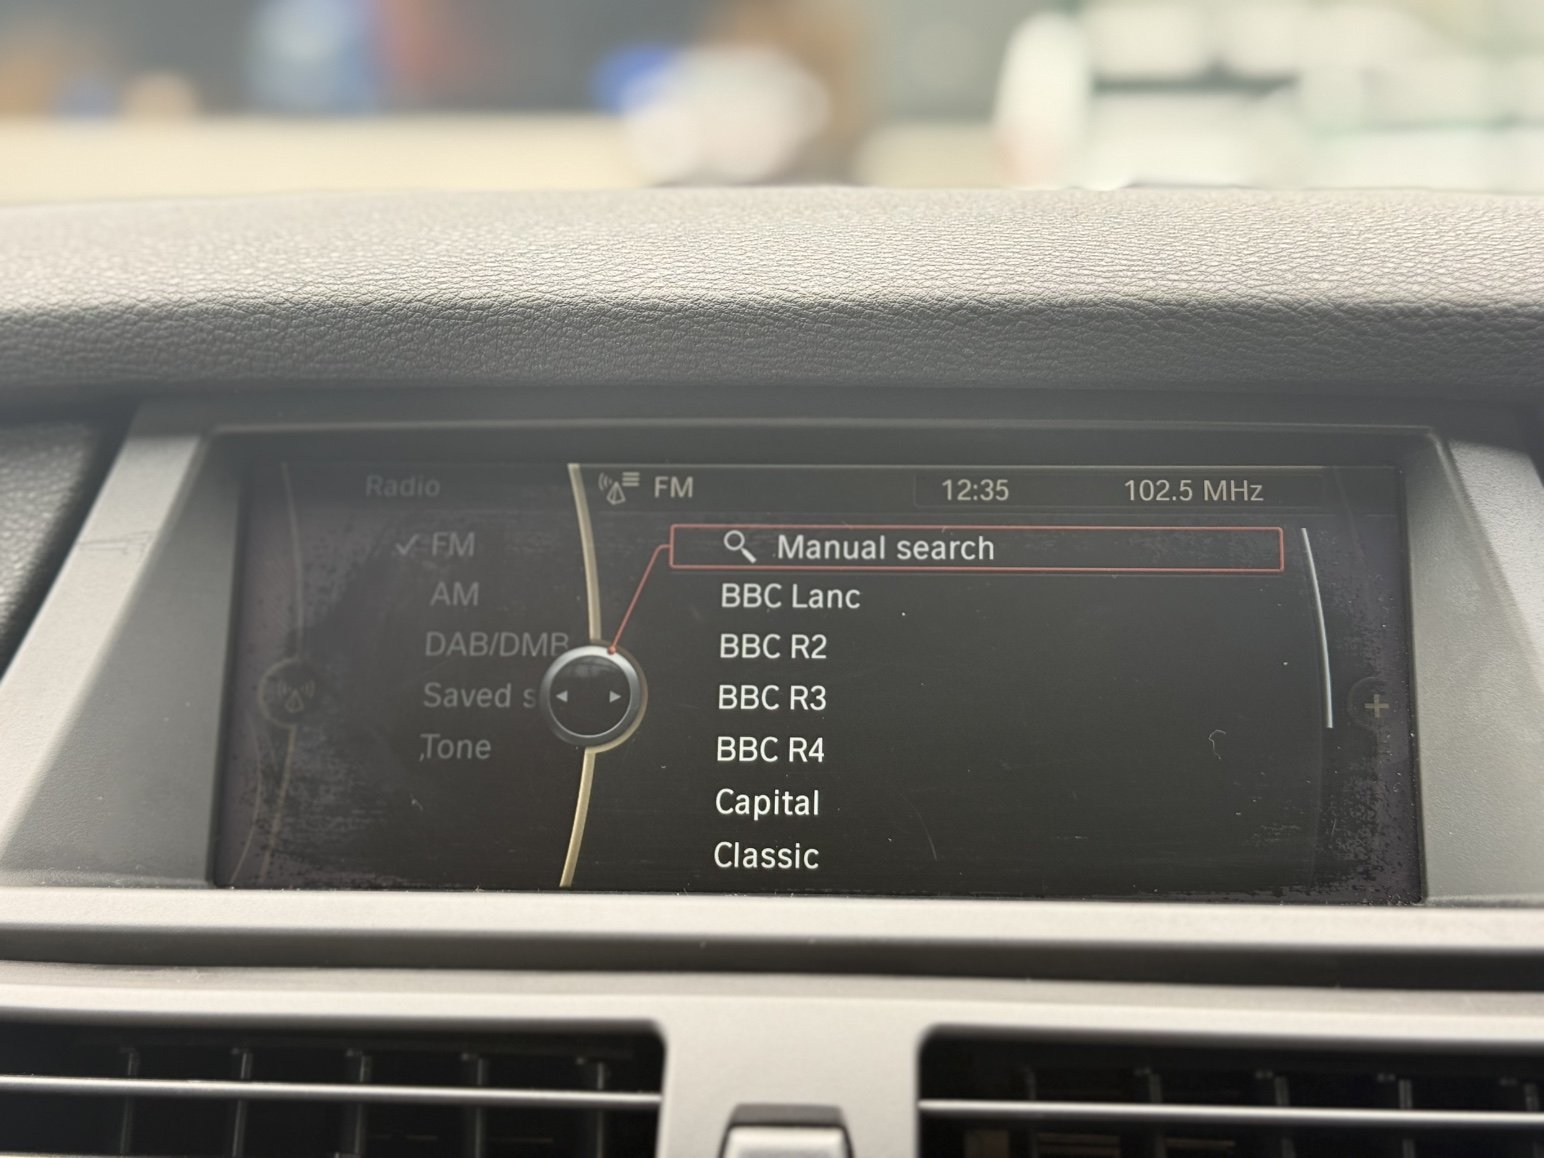 Radio
FM
12:35
102.5 MHz
FM
AM
DAB/DMB
Saved s
Tone
Manual search
BBC Lanc
BBC R2
BBC R3
BBC R4
Capital
Classic